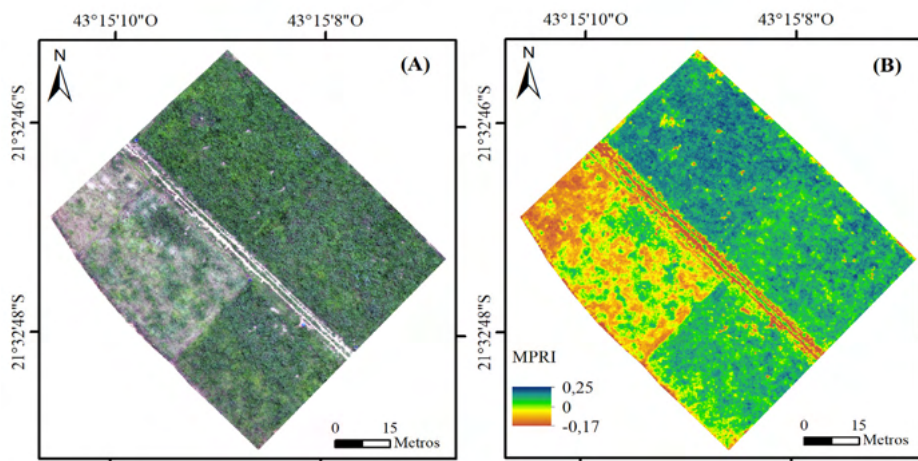 43°15'10"O
43°15'8"O
N
(A)
21°32'46"S
21°32'48"S
0 15
Metros
43°15'10"O
43°15'8"O
N
(B)
21°32'46"S
21°32'48"S
MPRI
0,25
0
-0,17
0 15
Metros